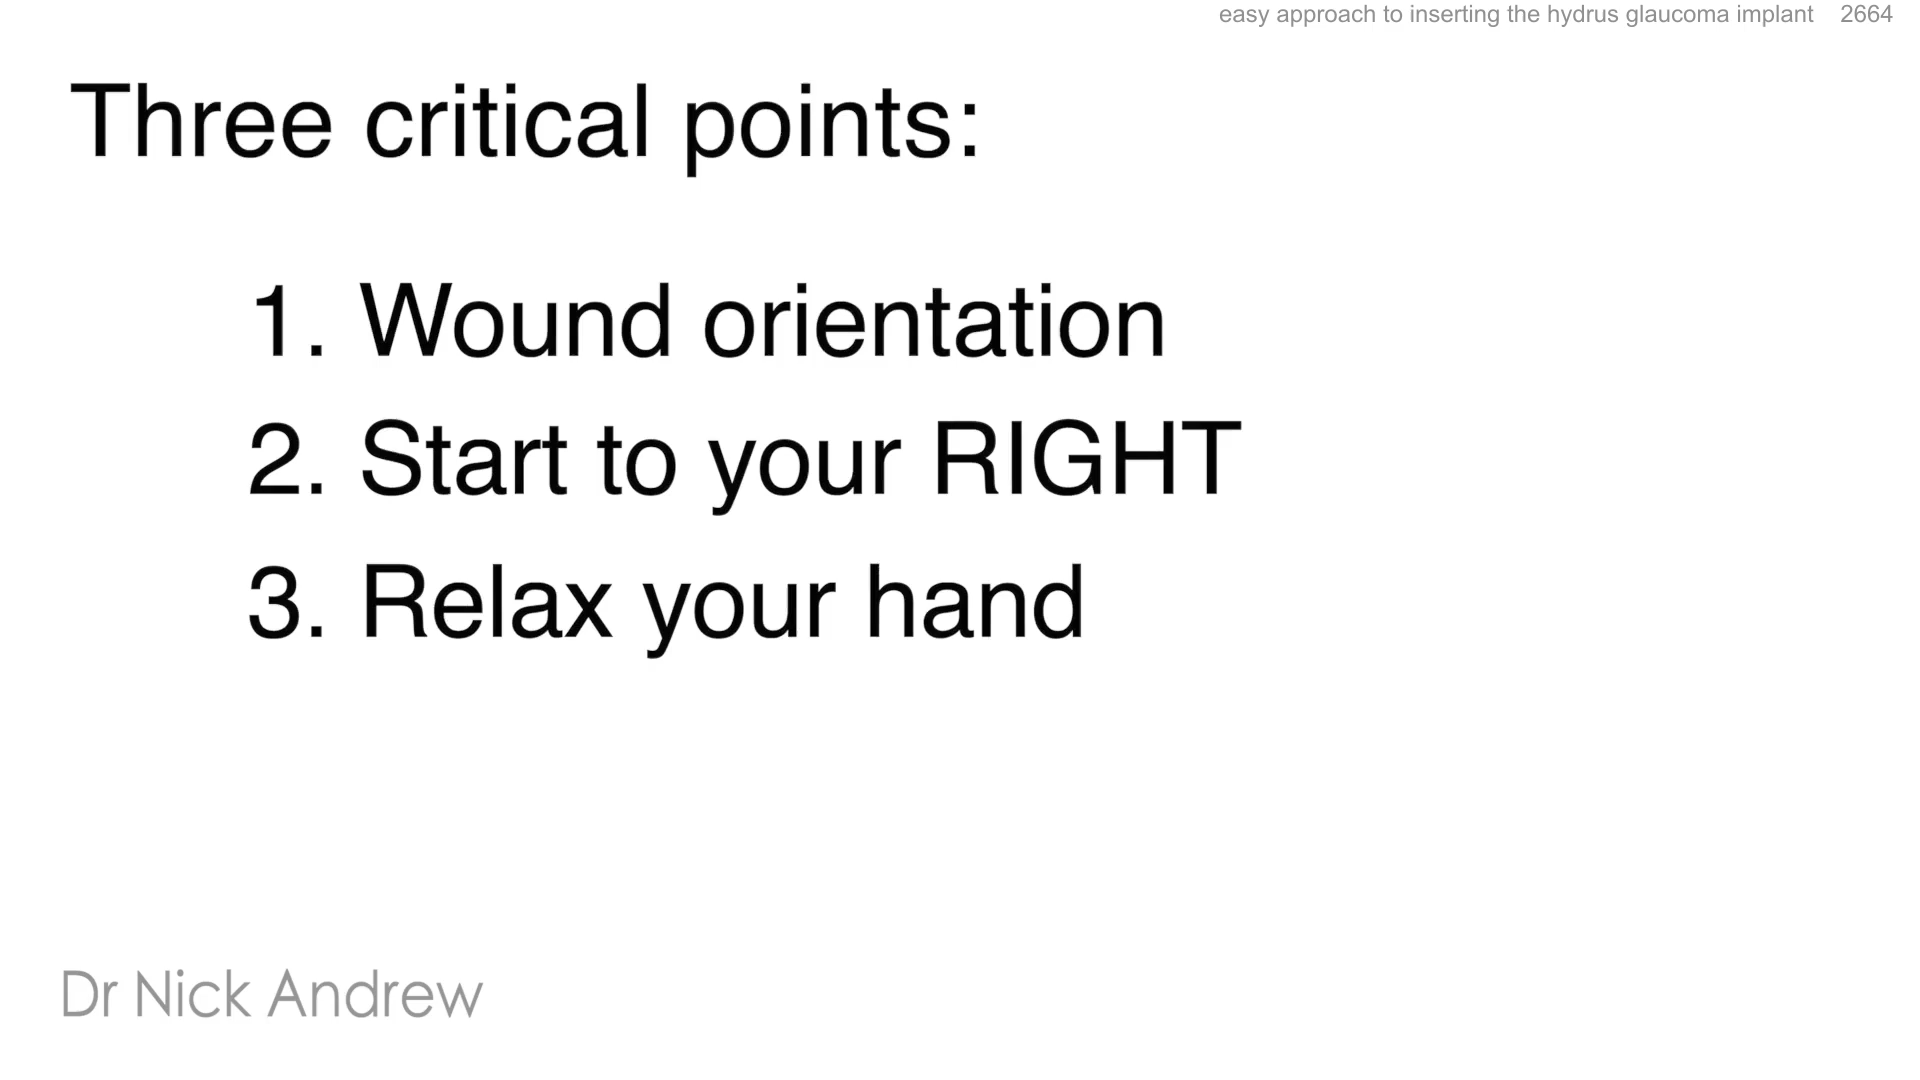 easy approach to inserting the hydrus glaucoma implant 2664
Three critical points:
1. Wound orientation
2. Start to your RIGHT
3. Relax your hand
Dr Nick Andrew